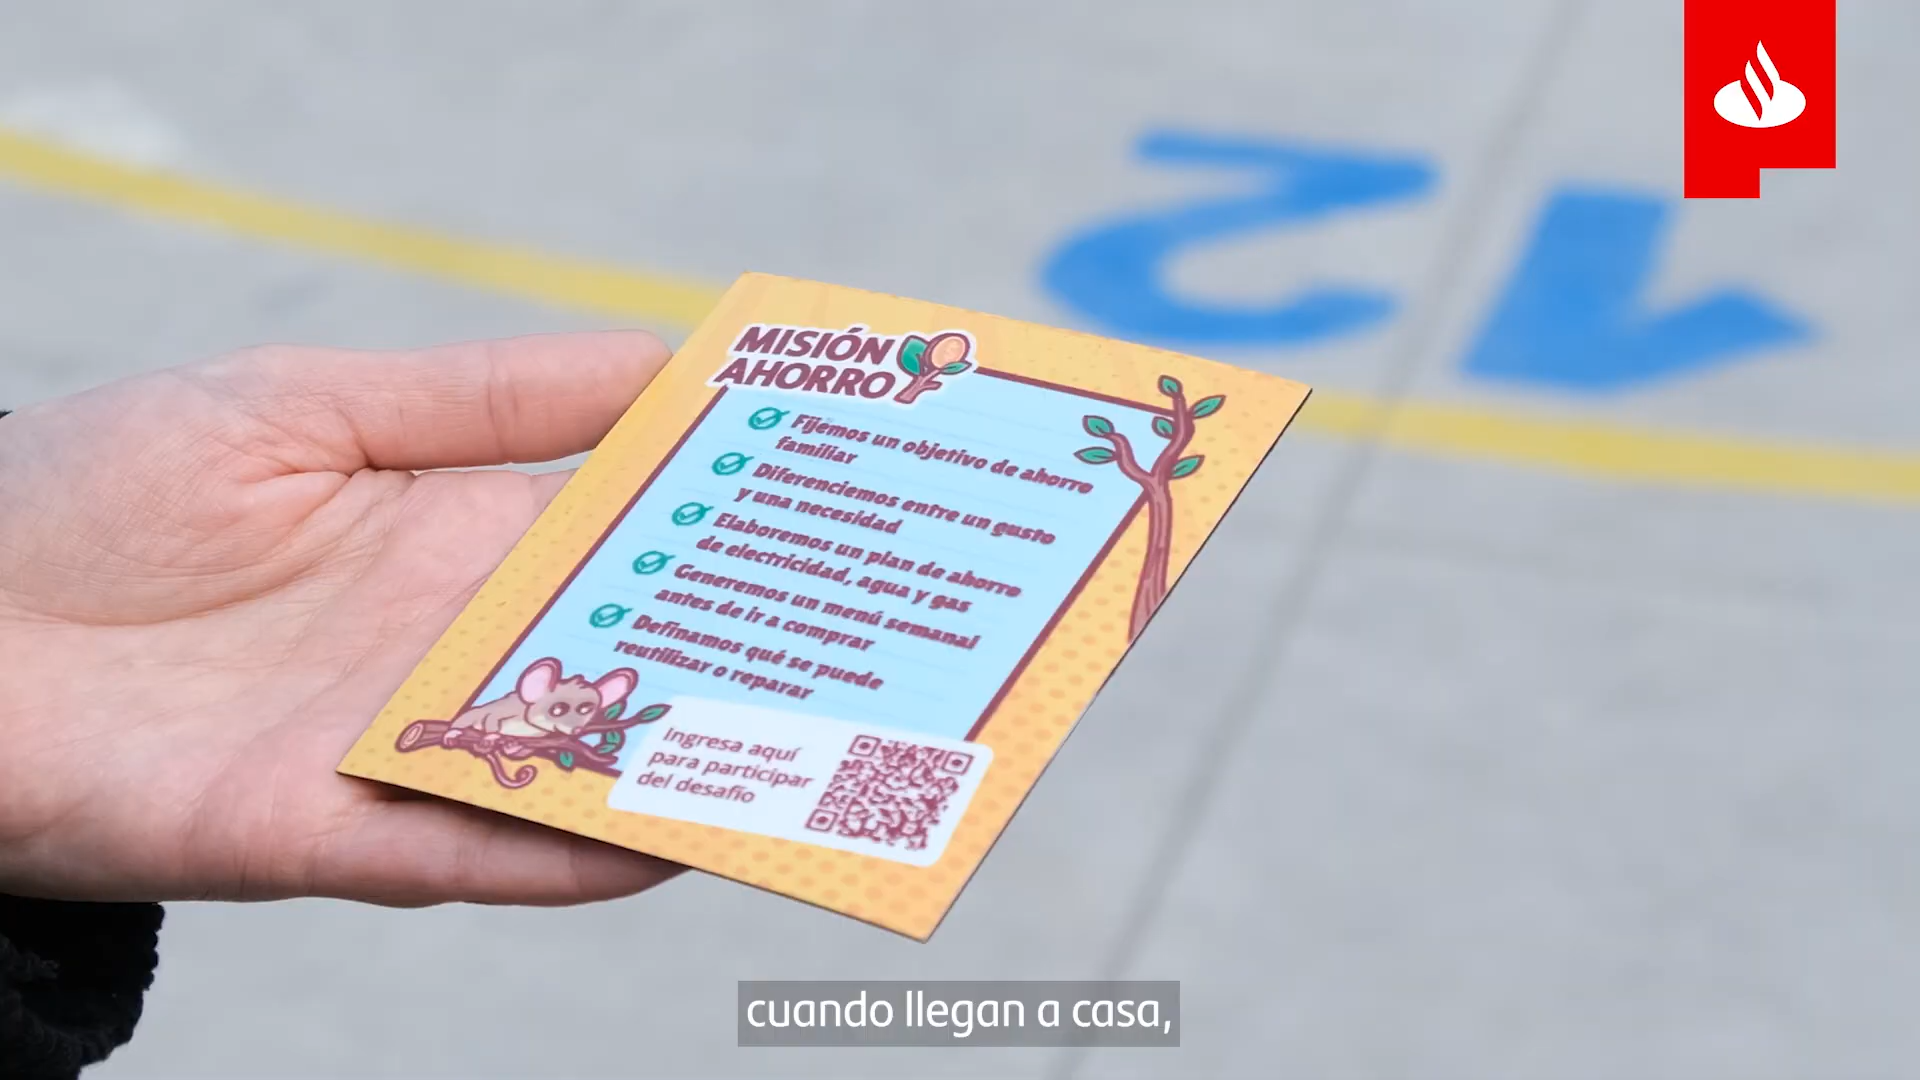 12
MISIÓN
AHORRO
Fijemos un objetivo de ahorro
familiar
Diferenciemos entre un gusto
y una necesidad
Elaboremos un plan de ahorro
de electricidad, agua y gas
Generemos un menú semanal
antes de ir a comprar
Definamos qué se puede
reutilizar o reparar
Ingresa aquí
para participar
del desafío
cuando llegan a casa,